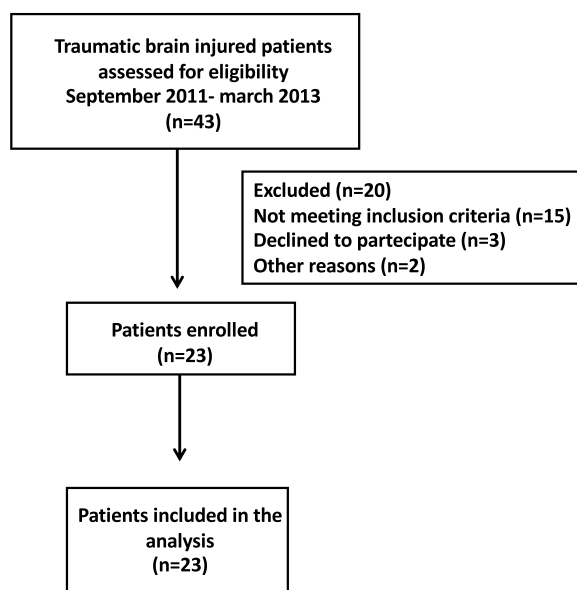 Traumatic brain injured patients
assessed for eligibility
September 2011- march 2013
(n=43)
Excluded (n=20)
Not meeting inclusion criteria (n=15)
Declined to partecipate (n=3)
Other reasons (n=2)
Patients enrolled
(n=23)
Patients included in the
analysis
(n=23)